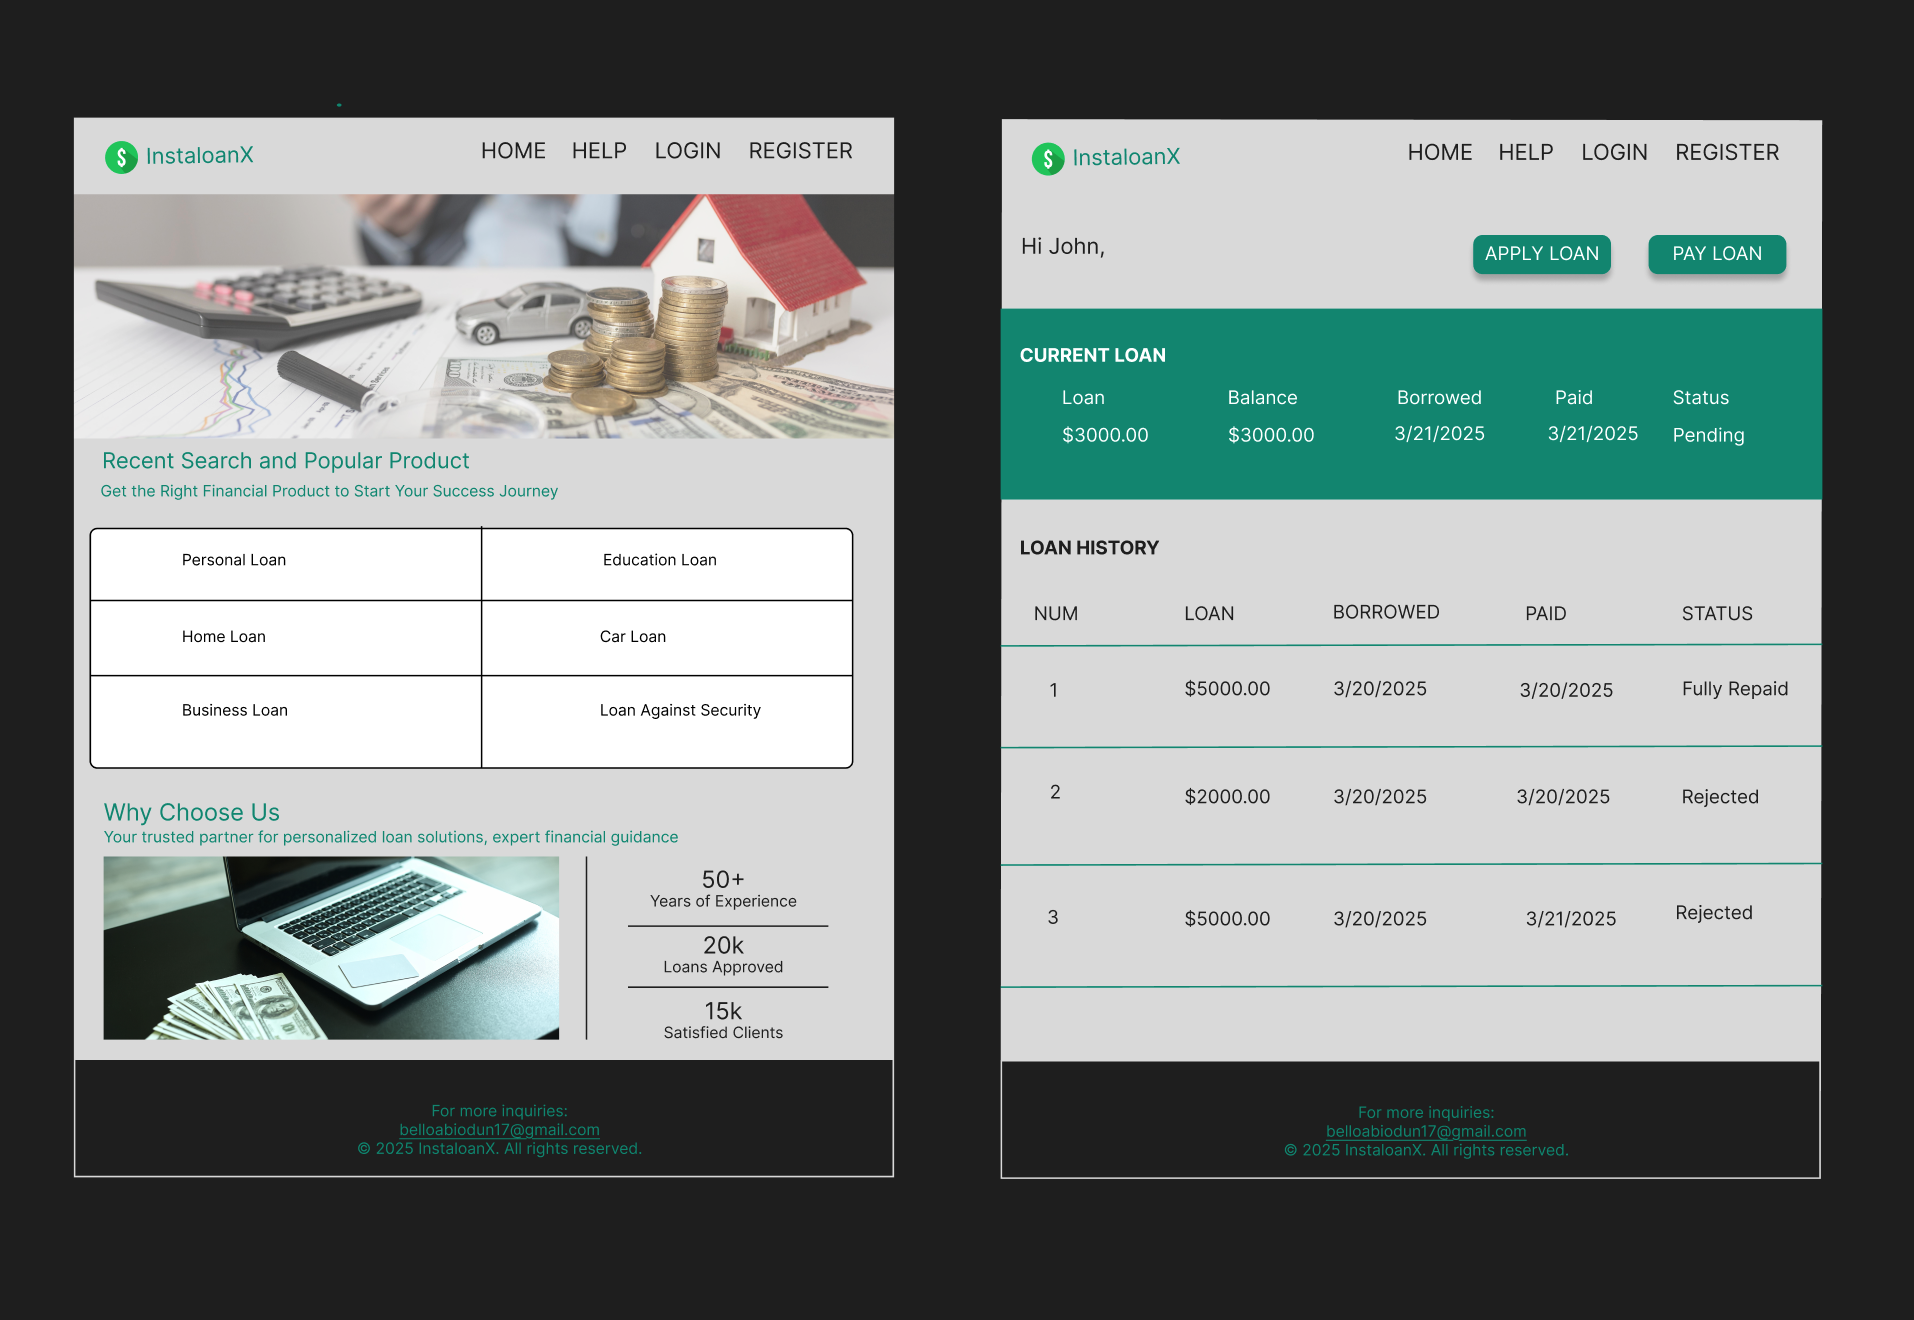 InstaloanX
HOME HELP LOGIN REGISTER
Recent Search and Popular Product
Get the Right Financial Product to Start Your Success Journey
Personal Loan Education Loan
Home Loan Car Loan
Business Loan Loan Against Security
Why Choose Us
Your trusted partner for personalized loan solutions, expert financial guidance
50+
Years of Experience
20k
Loans Approved
15k
Satisfied Clients
For more inquiries:
belloabiodun17@gmail.com
© 2025 InstaloanX. All rights reserved.
InstaloanX
HOME HELP LOGIN REGISTER
Hi John,
APPLY LOAN PAY LOAN
CURRENT LOAN
Loan Balance Borrowed Paid Status
$3000.00 $3000.00 3/21/2025 3/21/2025 Pending
LOAN HISTORY
NUM LOAN BORROWED PAID STATUS
1 $5000.00 3/20/2025 3/20/2025 Fully Repaid
2 $2000.00 3/20/2025 3/20/2025 Rejected
3 $5000.00 3/20/2025 3/21/2025 Rejected
For more inquiries:
belloabiodun17@gmail.com
© 2025 InstaloanX. All rights reserved.